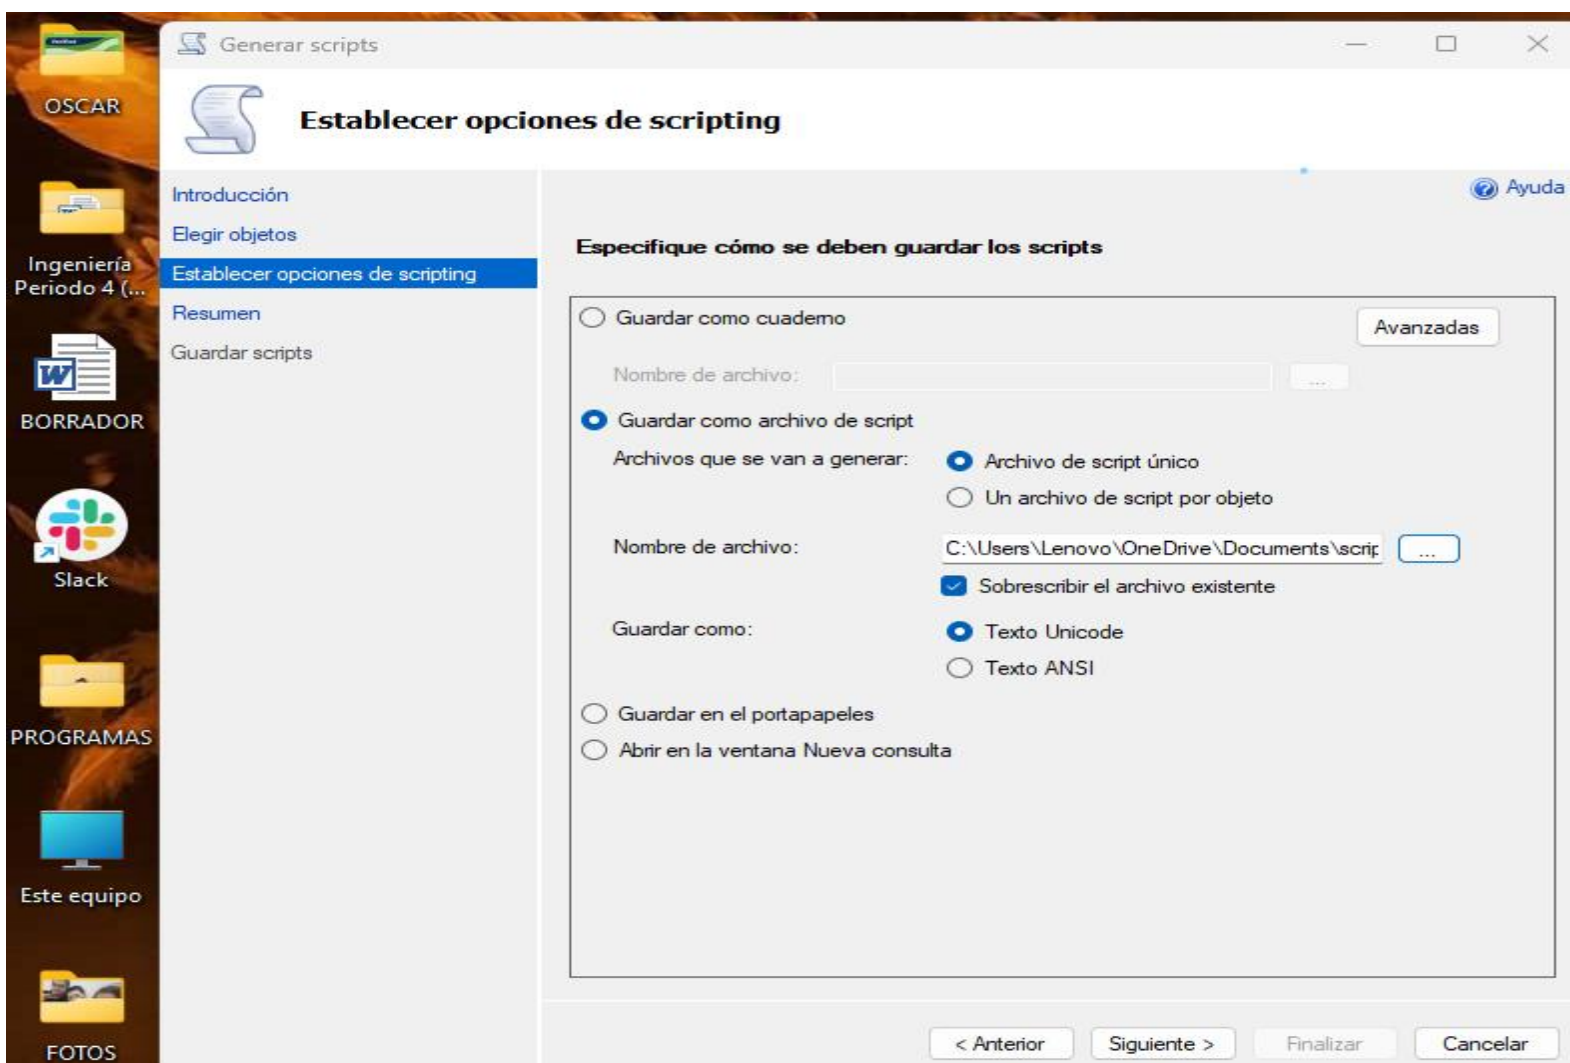 OSCAR
Ingeniería
Periodo 4 (...
BORRADOR
Slack
PROGRAMAS
Este equipo
FOTOS
Generar scripts
Establecer opciones de scripting
Introducción
Elegir objetos
Establecer opciones de scripting
Resumen
Guardar scripts
Ayuda
Especifique cómo se deben guardar los scripts
Guardar como cuaderno
Avanzadas
Nombre de archivo:
...
Guardar como archivo de script
Archivos que se van a generar:
Archivo de script único
Un archivo de script por objeto
Nombre de archivo:
C:\Users\Lenovo\OneDrive\Documents\scrip
...
Sobrescribir el archivo existente
Guardar como:
Texto Unicode
Texto ANSI
Guardar en el portapapeles
Abrir en la ventana Nueva consulta
< Anterior
Siguiente >
Finalizar
Cancelar